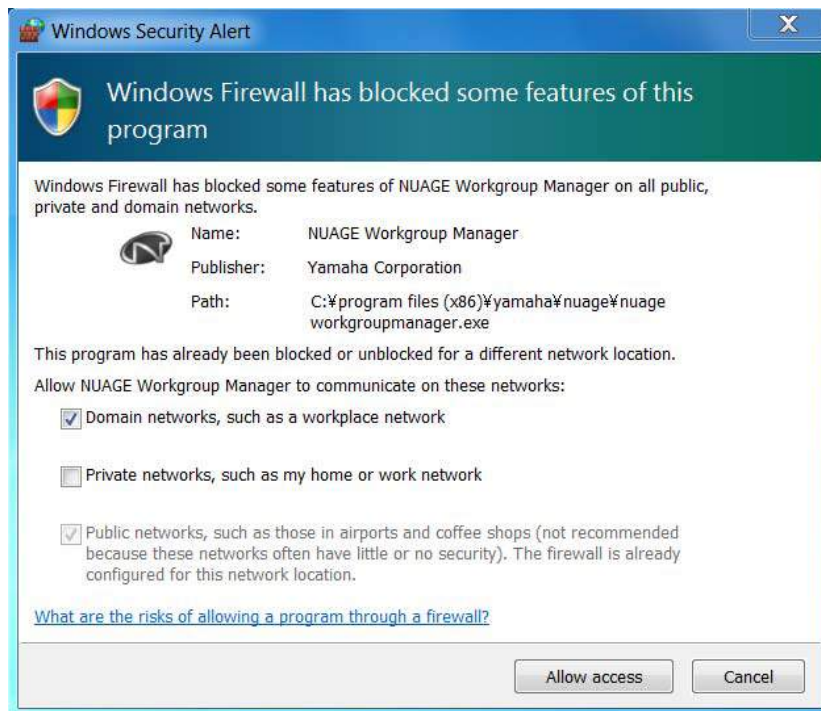 Windows Security Alert
Windows Firewall has blocked some features of this
program
Windows Firewall has blocked some features of NUAGE Workgroup Manager on all public,
private and domain networks.
Name: NUAGE Workgroup Manager
Publisher: Yamaha Corporation
Path: C:¥program files (x86)¥yamaha¥nuage¥nuage
workgroupmanager.exe
This program has already been blocked or unblocked for a different network location.
Allow NUAGE Workgroup Manager to communicate on these networks:
Domain networks, such as a workplace network
Private networks, such as my home or work network
Public networks, such as those in airports and coffee shops (not recommended
because these networks often have little or no security). The firewall is already
configured for this network location.
What are the risks of allowing a program through a firewall?
Allow access Cancel